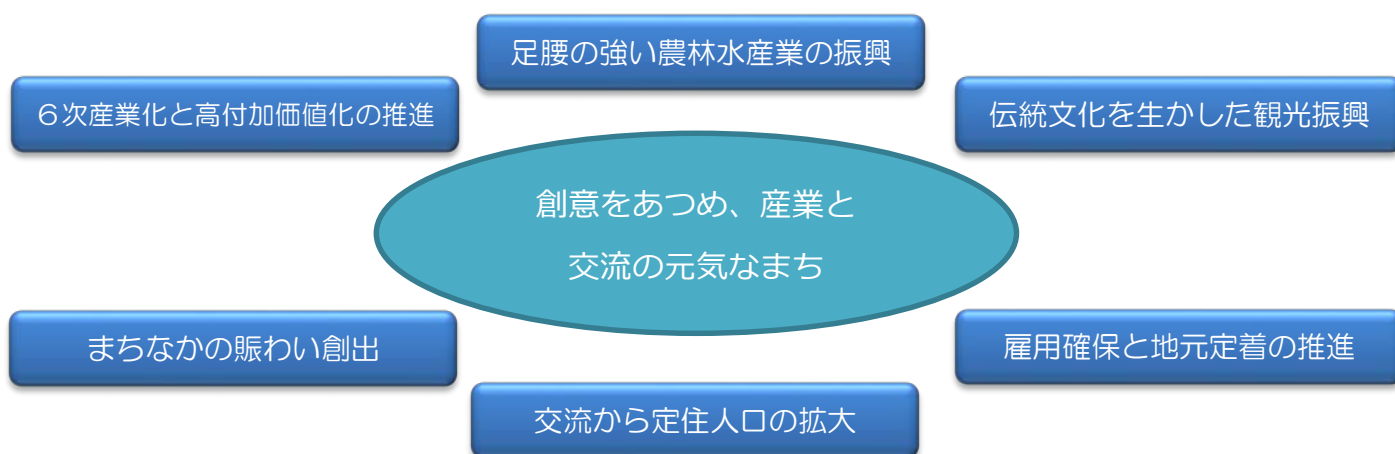 足腰の強い農林水産業の振興
６次産業化と高付加価値化の推進
伝統文化を生かした観光振興
創意をあつめ、産業と
交流の元気なまち
まちなかの賑わい創出
雇用確保と地元定着の推進
交流から定住人口の拡大